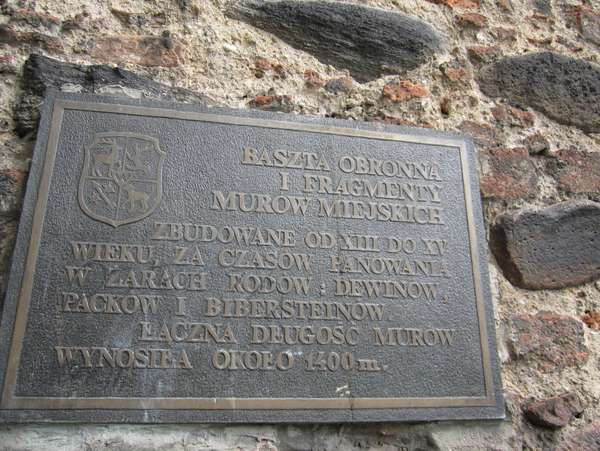 BASZTA OBRONNA
I FRAGMENTY
MURÓW MIEJSKICH
ZBUDOWANE OD XIII DO XV
WIEKU, ZA CZASÓW PANOWANIA
W ŻARACH RODÓW : DEWINÓW,
PACKÓW I BIBERSTEINÓW
ŁĄCZNA DŁUGOŚĆ MURÓW
WYNOSIŁA OKOŁO 1400 m.